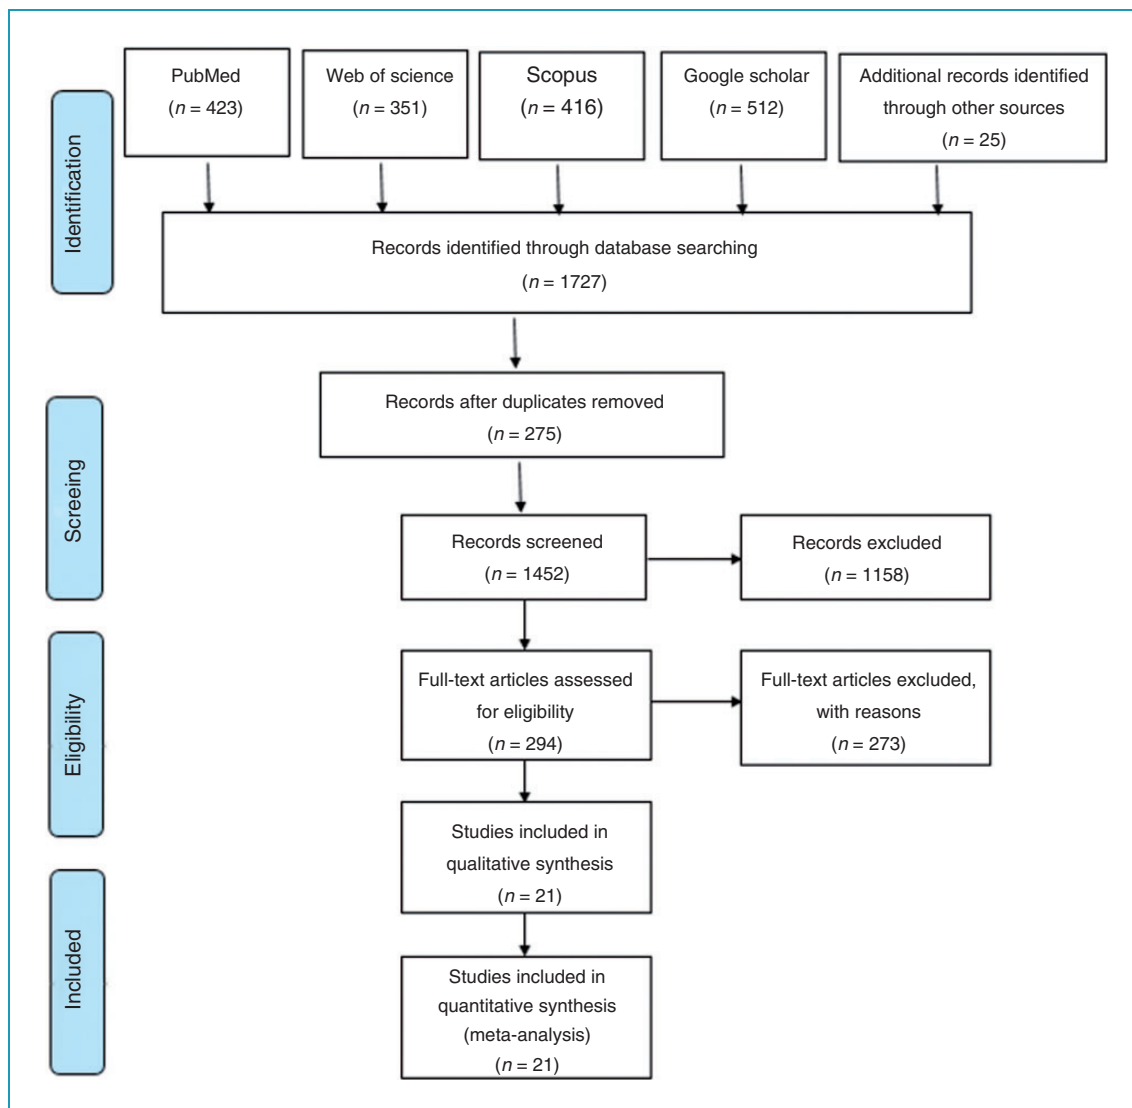 PubMed
(n = 423)
Web of science
(n = 351)
Scopus
(n = 416)
Google scholar
(n = 512)
Additional records identified
through other sources
(n = 25)
Identification
Records identified through database searching
(n = 1727)
Records after duplicates removed
(n = 275)
Screeing
Records screened
(n = 1452)
Records excluded
(n = 1158)
Eligibility
Full-text articles assessed
for eligibility
(n = 294)
Full-text articles excluded,
with reasons
(n = 273)
Studies included in
qualitative synthesis
(n = 21)
Included
Studies included in
quantitative synthesis
(meta-analysis)
(n = 21)